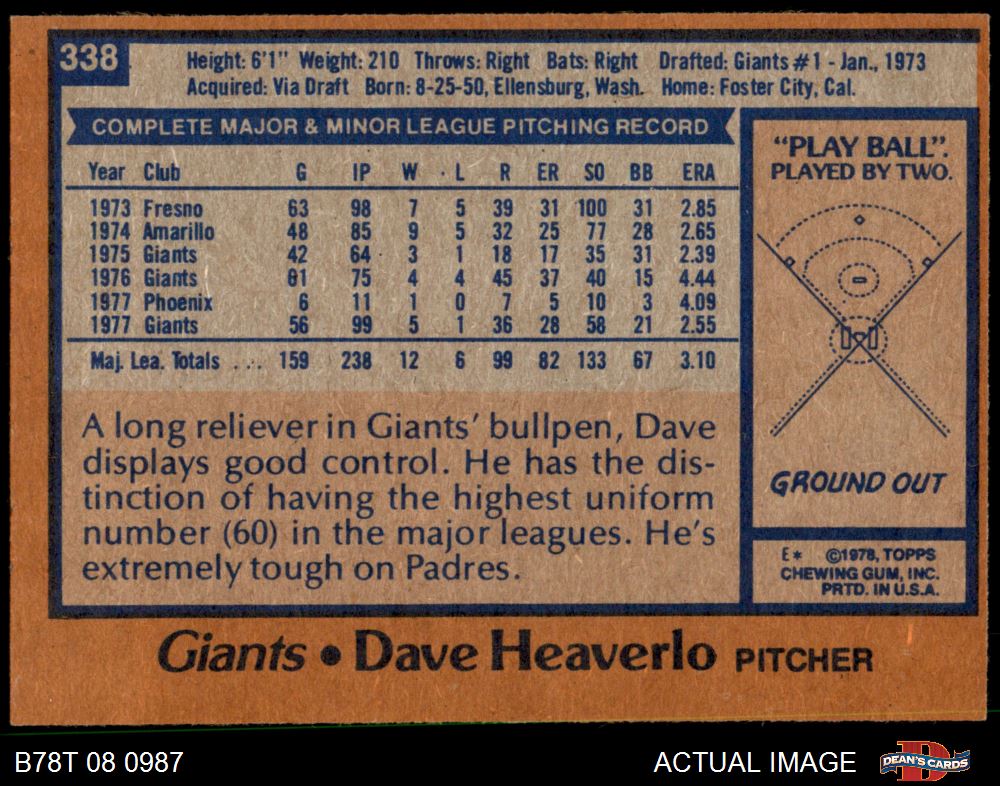 338
Height: 6'1" Weight: 210 Throws: Right Bats: Right Drafted: Giants #1 - Jan., 1973
Acquired: Via Draft Born: 8-25-50, Ellensburg, Wash. Home: Foster City, Cal.
COMPLETE MAJOR & MINOR LEAGUE PITCHING RECORD
Year Club G IP W L R ER SO BB ERA
1973 Fresno 63 98 7 5 39 31 100 31 2.85
1974 Amarillo 48 85 9 5 32 25 77 28 2.65
1975 Giants 42 64 3 1 18 17 35 31 2.39
1976 Giants 61 75 4 4 45 37 40 15 4.44
1977 Phoenix 6 11 1 0 7 5 10 3 4.09
1977 Giants 56 99 5 1 36 28 58 21 2.55
Maj. Lea. Totals . . . 159 238 12 6 99 82 133 67 3.10
A long reliever in Giants' bullpen, Dave
displays good control. He has the dis-
tinction of having the highest uniform
number (60) in the major leagues. He's
extremely tough on Padres.
"PLAY BALL".
PLAYED BY TWO.
GROUND OUT
E* ©1978, TOPPS
CHEWING GUM, INC.
PRTD. IN U.S.A.
Giants • Dave Heaverlo PITCHER
B78T 08 0987
ACTUAL IMAGE
D
DEAN'S CARDS